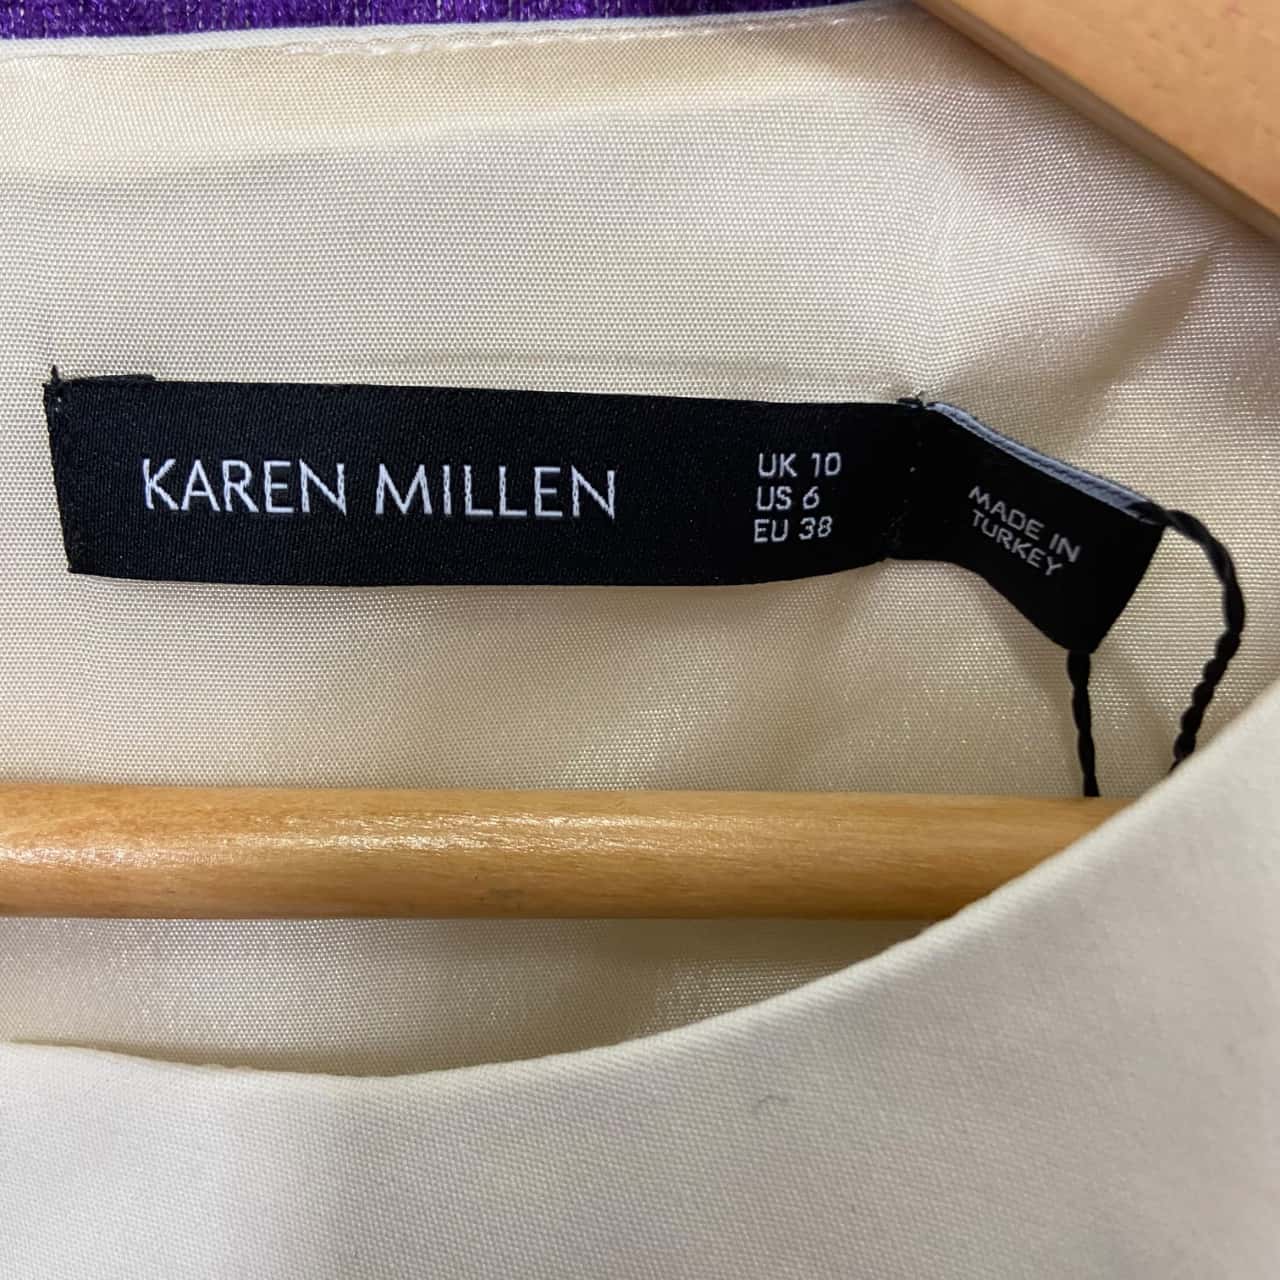 KAREN MILLEN
UK 10
US 6
EU 38
MADE IN
TURKEY